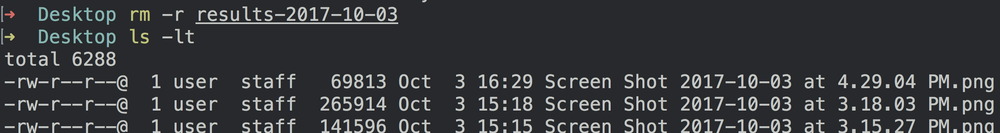 → Desktop rm -r results-2017-10-03
→ Desktop ls -lt
total 6288
-rw-r--r--@ 1 user staff 69813 Oct 3 16:29 Screen Shot 2017-10-03 at 4.29.04 PM.png
-rw-r--r--@ 1 user staff 265914 Oct 3 15:18 Screen Shot 2017-10-03 at 3.18.03 PM.png
-rw-r--r--@ 1 user staff 141596 Oct 3 15:15 Screen Shot 2017-10-03 at 3.15.27 PM.png